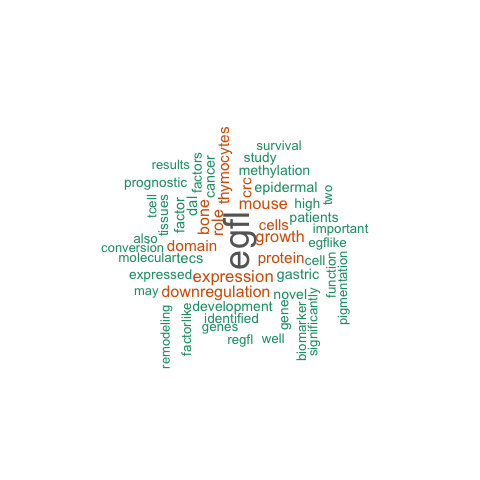 survival
study
results
methylation
thymocytes
factors
cancer
prognostic
crc
epidermal
two
tcell
tissues
factor
dal
bone
role
mouse
high
patients
cells
important
egfl
growth
egflike
also
conversion
domain
molecular
tecs
protein
cell
expressed
expression
gastric
function
pigmentation
may
downregulation
novel
development
gene
biomarker
significantly
remodeling
factorlike
identified
genes
regfl
well